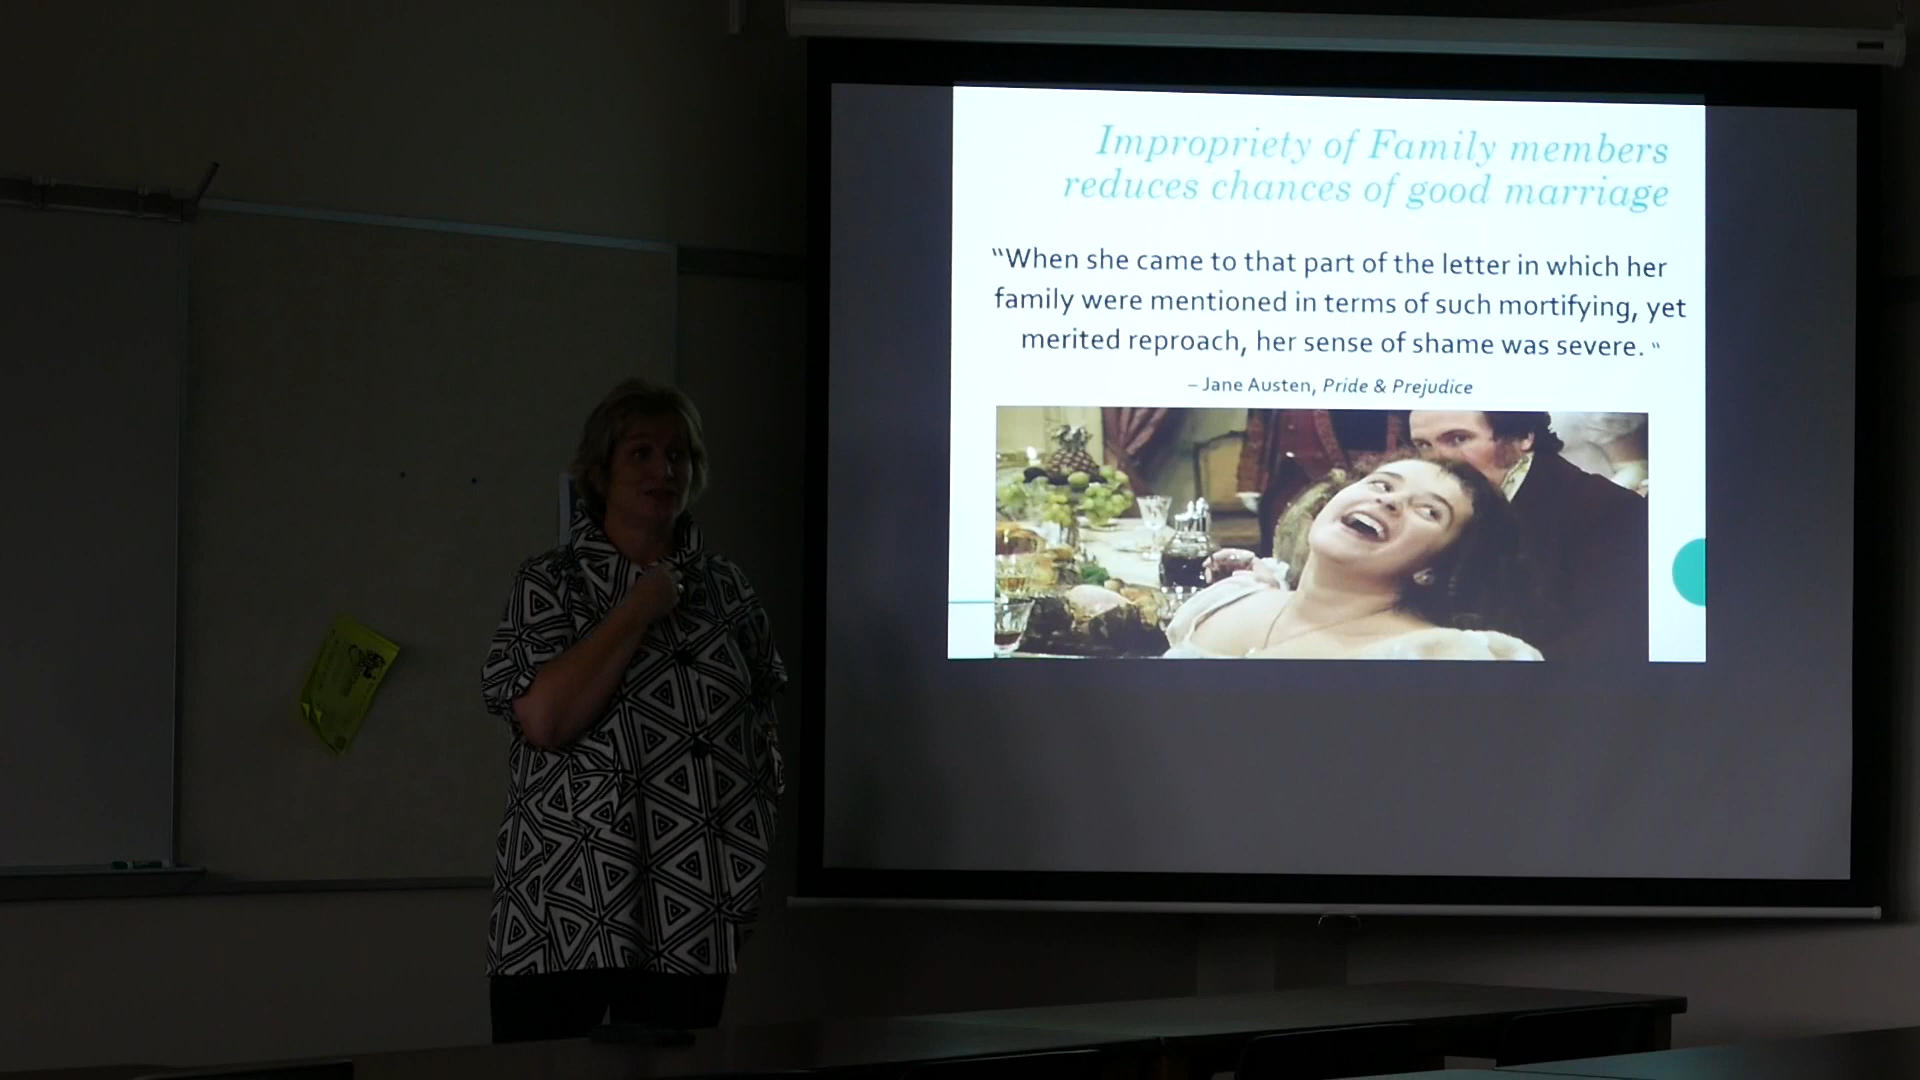 Impropriety of Family members
reduces chances of good marriage
“When she came to that part of the letter in which her
family were mentioned in terms of such mortifying, yet
merited reproach, her sense of shame was severe. “
– Jane Austen, Pride & Prejudice